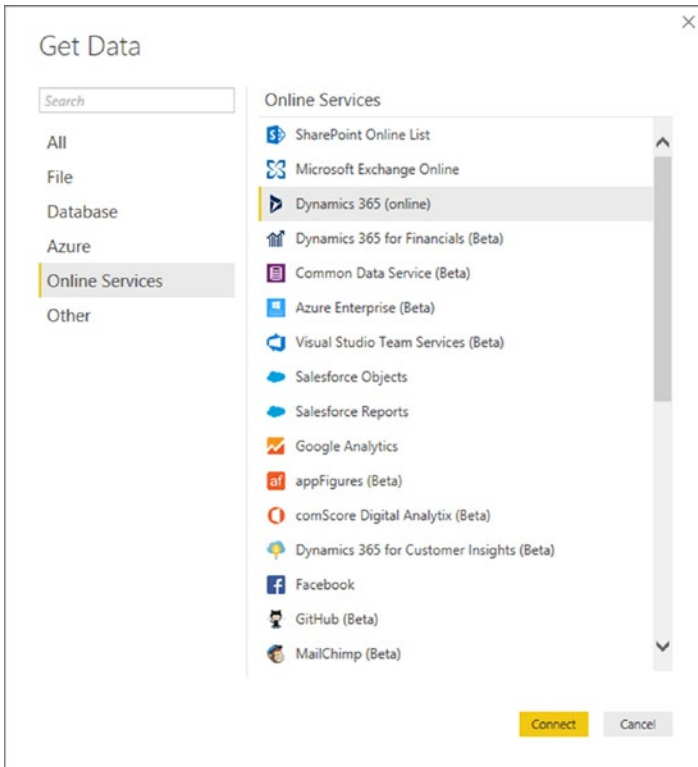 Get Data
Search
All
File
Database
Azure
Online Services
Other
Online Services
SharePoint Online List
Microsoft Exchange Online
Dynamics 365 (online)
Dynamics 365 for Financials (Beta)
Common Data Service (Beta)
Azure Enterprise (Beta)
Visual Studio Team Services (Beta)
Salesforce Objects
Salesforce Reports
Google Analytics
af
appFigures (Beta)
comScore Digital Analytix (Beta)
Dynamics 365 for Customer Insights (Beta)
Facebook
GitHub (Beta)
MailChimp (Beta)
Connect
Cancel